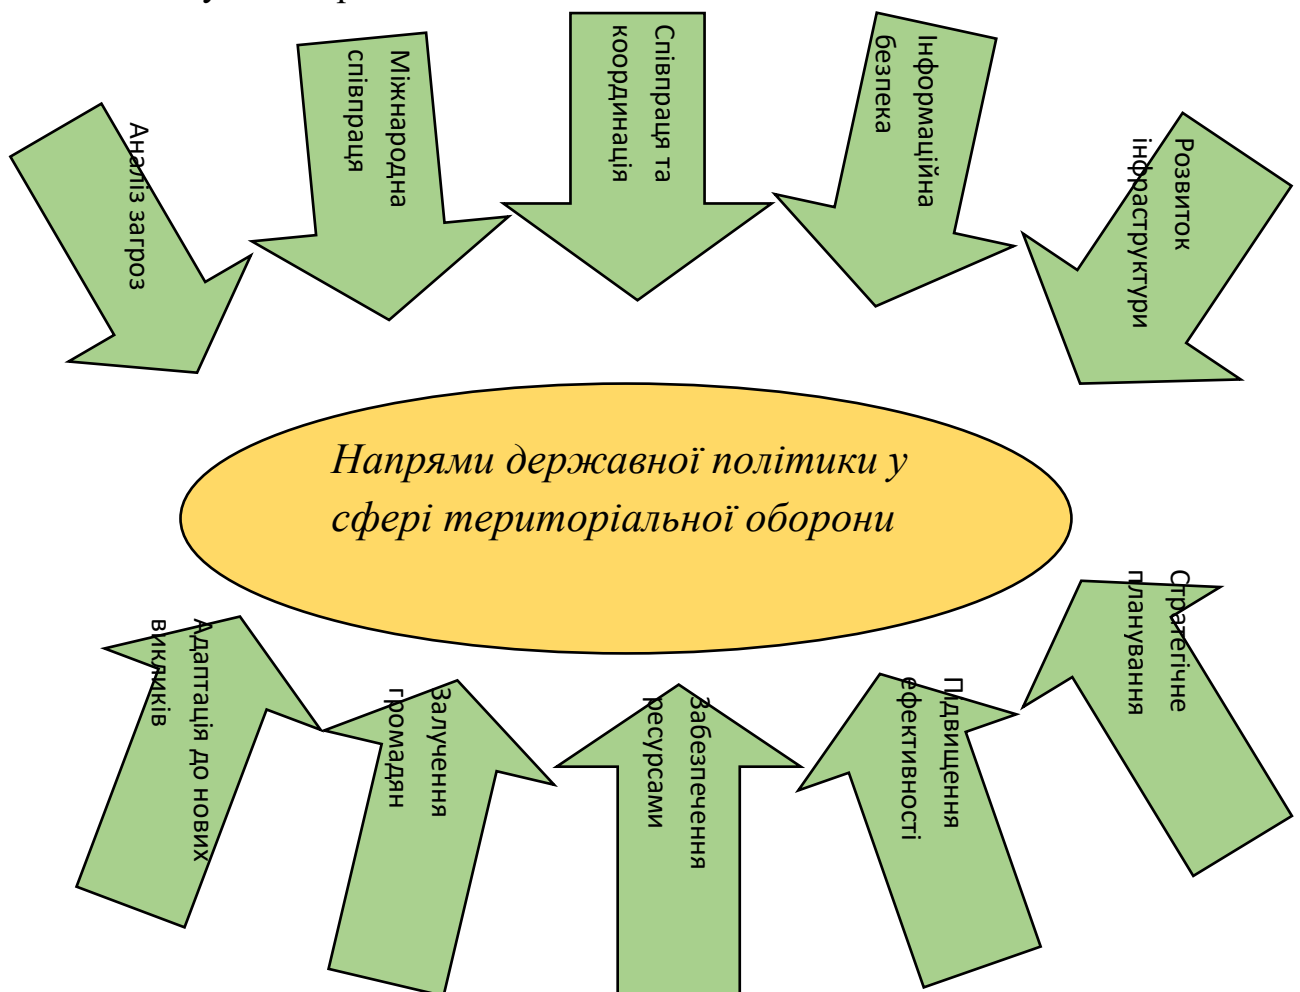 Аналіз загроз
Міжнародна
співпраця
Співпраця та
координація
Інформаційна
безпека
Розвиток
інфраструктури
Напрями державної політики у
сфері територіальної оборони
Адаптація до нових
викликів
Залучення
громадян
Забезпечення
ресурсами
Підвищення
ефективності
Стратегічне
планування